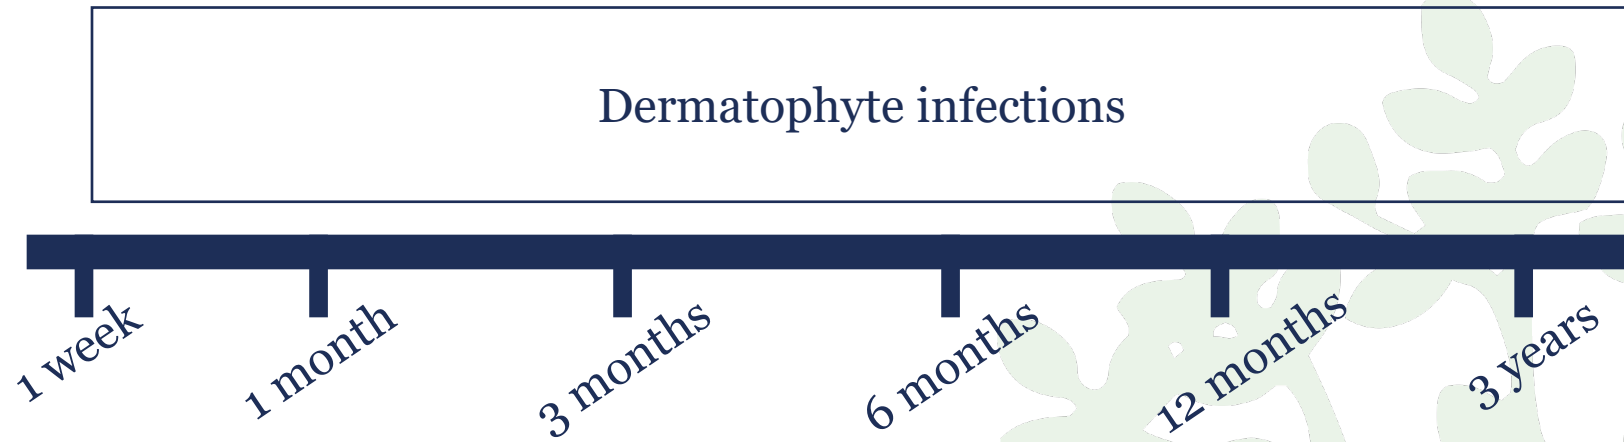 Dermatophyte infections
1 week
1 month
3 months
6 months
12 months
3 years